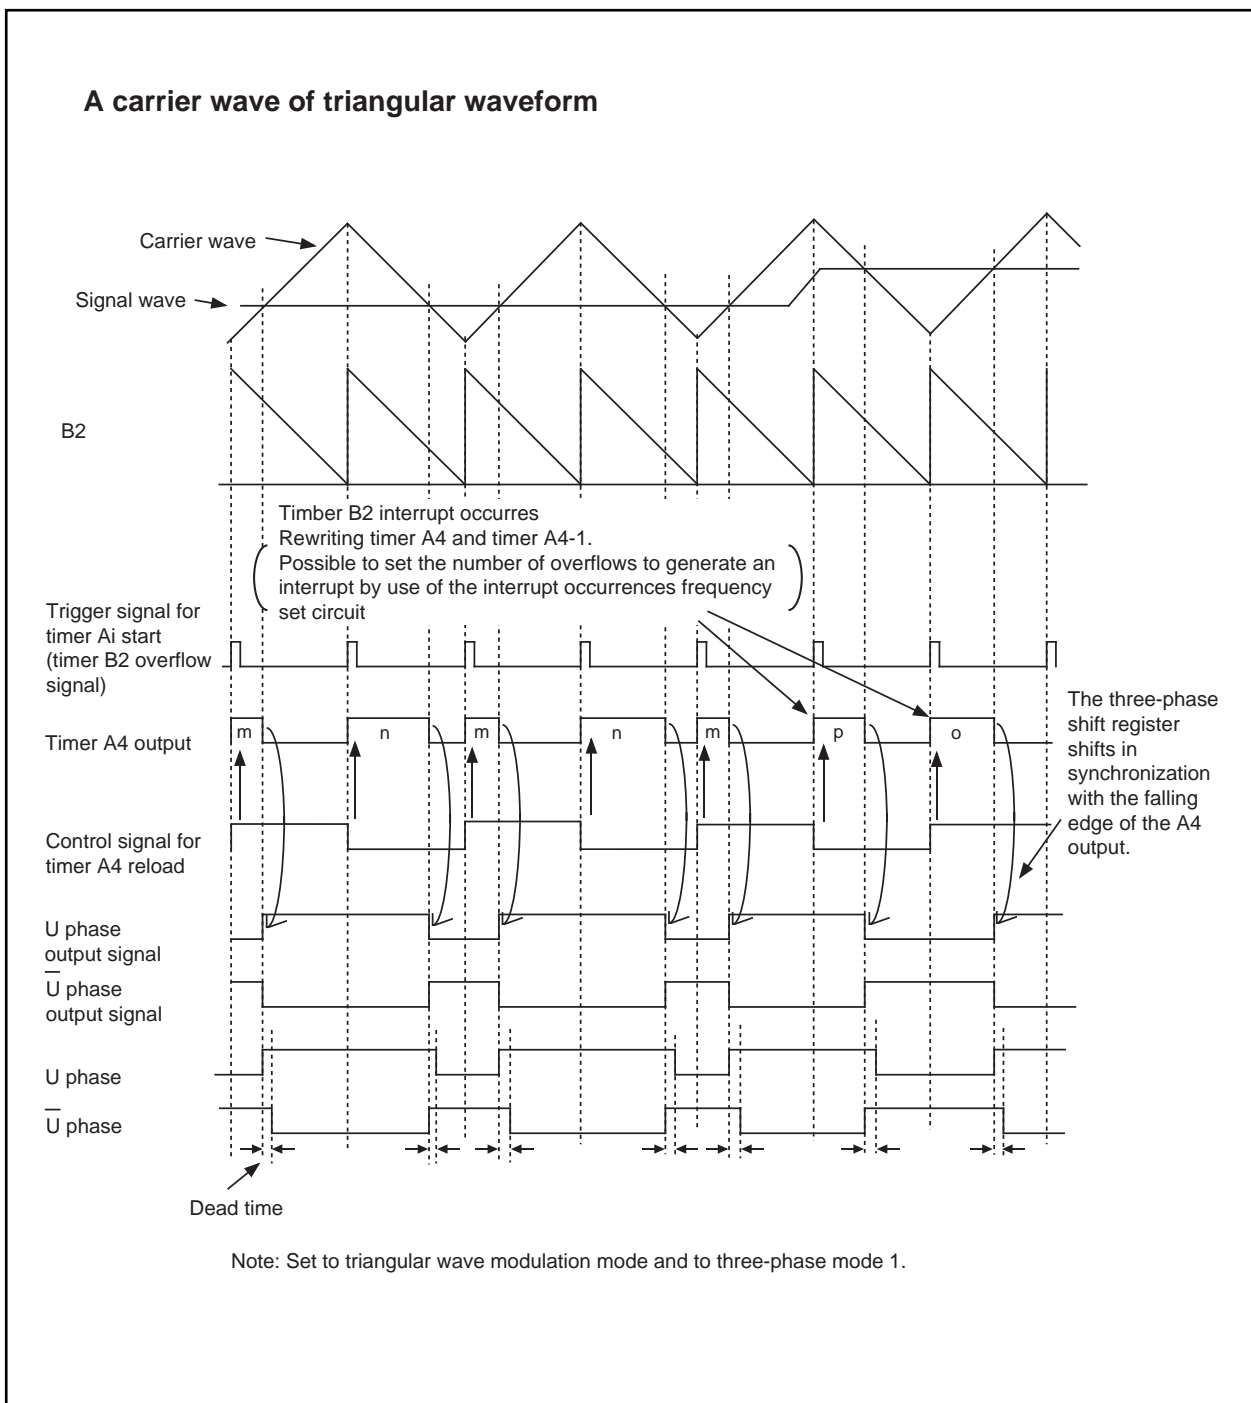 A carrier wave of triangular waveform
Carrier wave
Signal wave
B2
Timber B2 interrupt occurres
Rewriting timer A4 and timer A4-1.
Possible to set the number of overflows to generate an
interrupt by use of the interrupt occurrences frequency
set circuit
Trigger signal for
timer Ai start
(timer B2 overflow
signal)
The three-phase
shift register
shifts in
synchronization
with the falling
edge of the A4
output.
Timer A4 output
m
n
m
n
m
p
o
Control signal for
timer A4 reload
U phase
output signal
U̅ phase
output signal
U phase
U̅ phase
Dead time
Note: Set to triangular wave modulation mode and to three-phase mode 1.